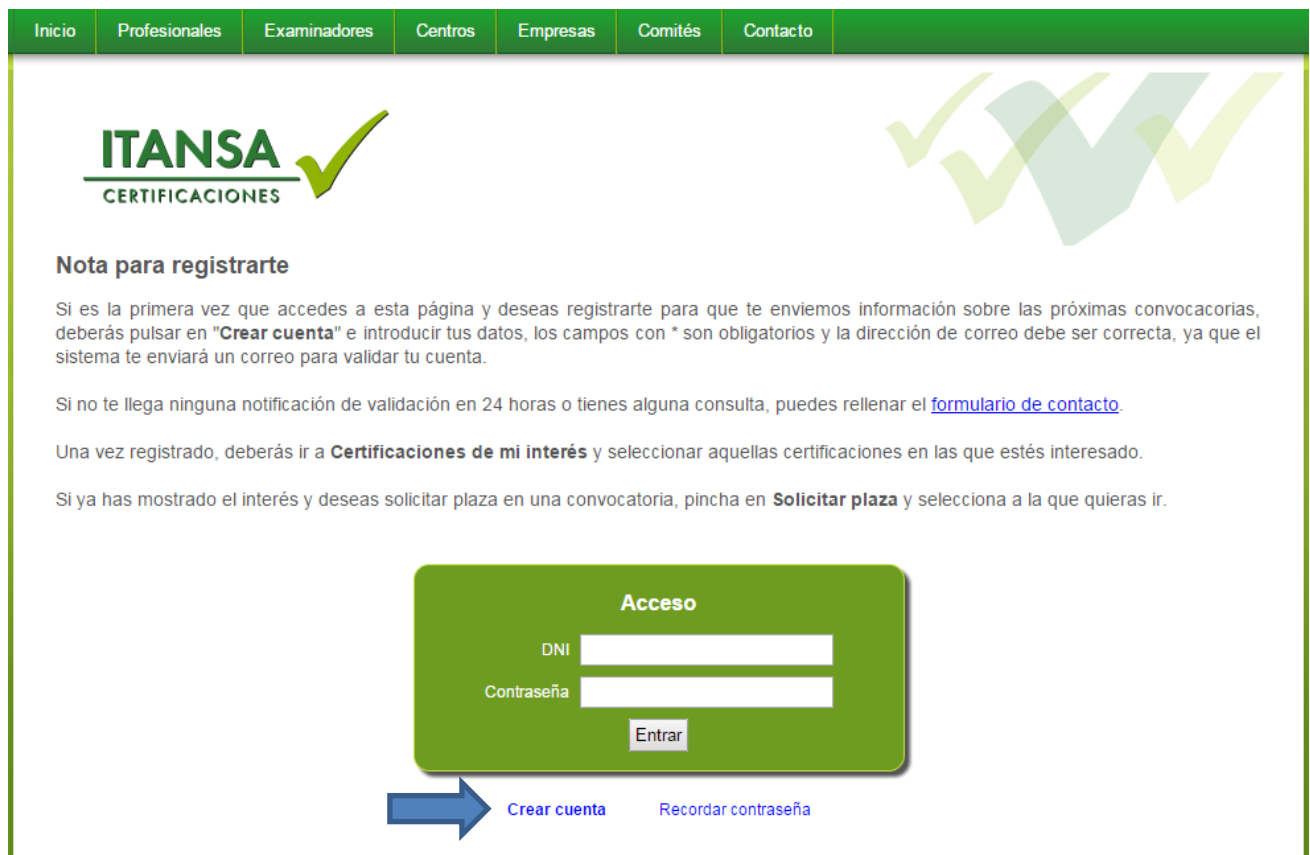 Inicio Profesionales Examinadores Centros Empresas Comités Contacto
ITANSA
CERTIFICACIONES
Nota para registrarte
Si es la primera vez que accedes a esta página y deseas registrarte para que te enviemos información sobre las próximas convocacorias,
deberás pulsar en "Crear cuenta" e introducir tus datos, los campos con * son obligatorios y la dirección de correo debe ser correcta, ya que el
sistema te enviará un correo para validar tu cuenta.
Si no te llega ninguna notificación de validación en 24 horas o tienes alguna consulta, puedes rellenar el formulario de contacto.
Una vez registrado, deberás ir a Certificaciones de mi interés y seleccionar aquellas certificaciones en las que estés interesado.
Si ya has mostrado el interés y deseas solicitar plaza en una convocatoria, pincha en Solicitar plaza y selecciona a la que quieras ir.
Acceso
DNI
Contraseña
Entrar
Crear cuenta Recordar contraseña